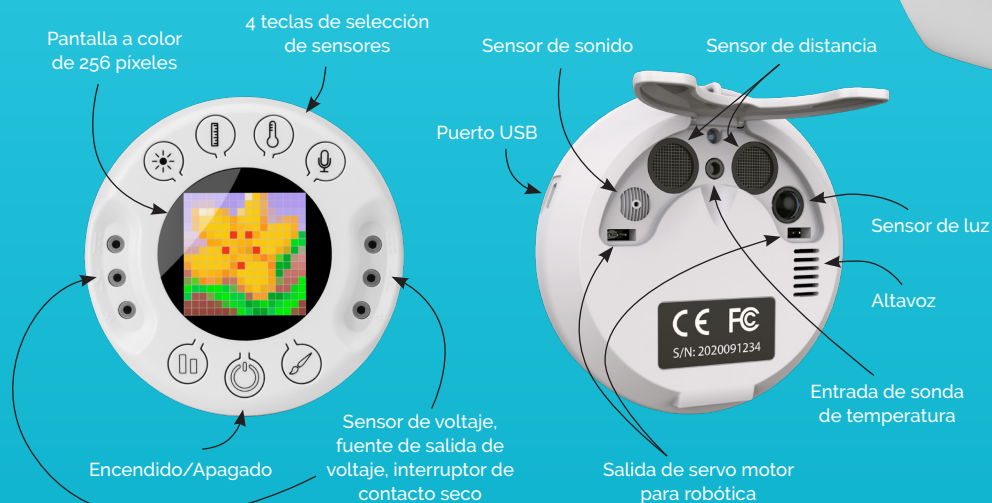 Pantalla a color
de 256 píxeles
4 teclas de selección
de sensores
Sensor de sonido
Sensor de distancia
Puerto USB
Sensor de luz
Altavoz
CE FC
S/N: 2020091234
Entrada de sonda
de temperatura
Encendido/Apagado
Sensor de voltaje,
fuente de salida de
voltaje, interruptor de
contacto seco
Salida de servo motor
para robótica